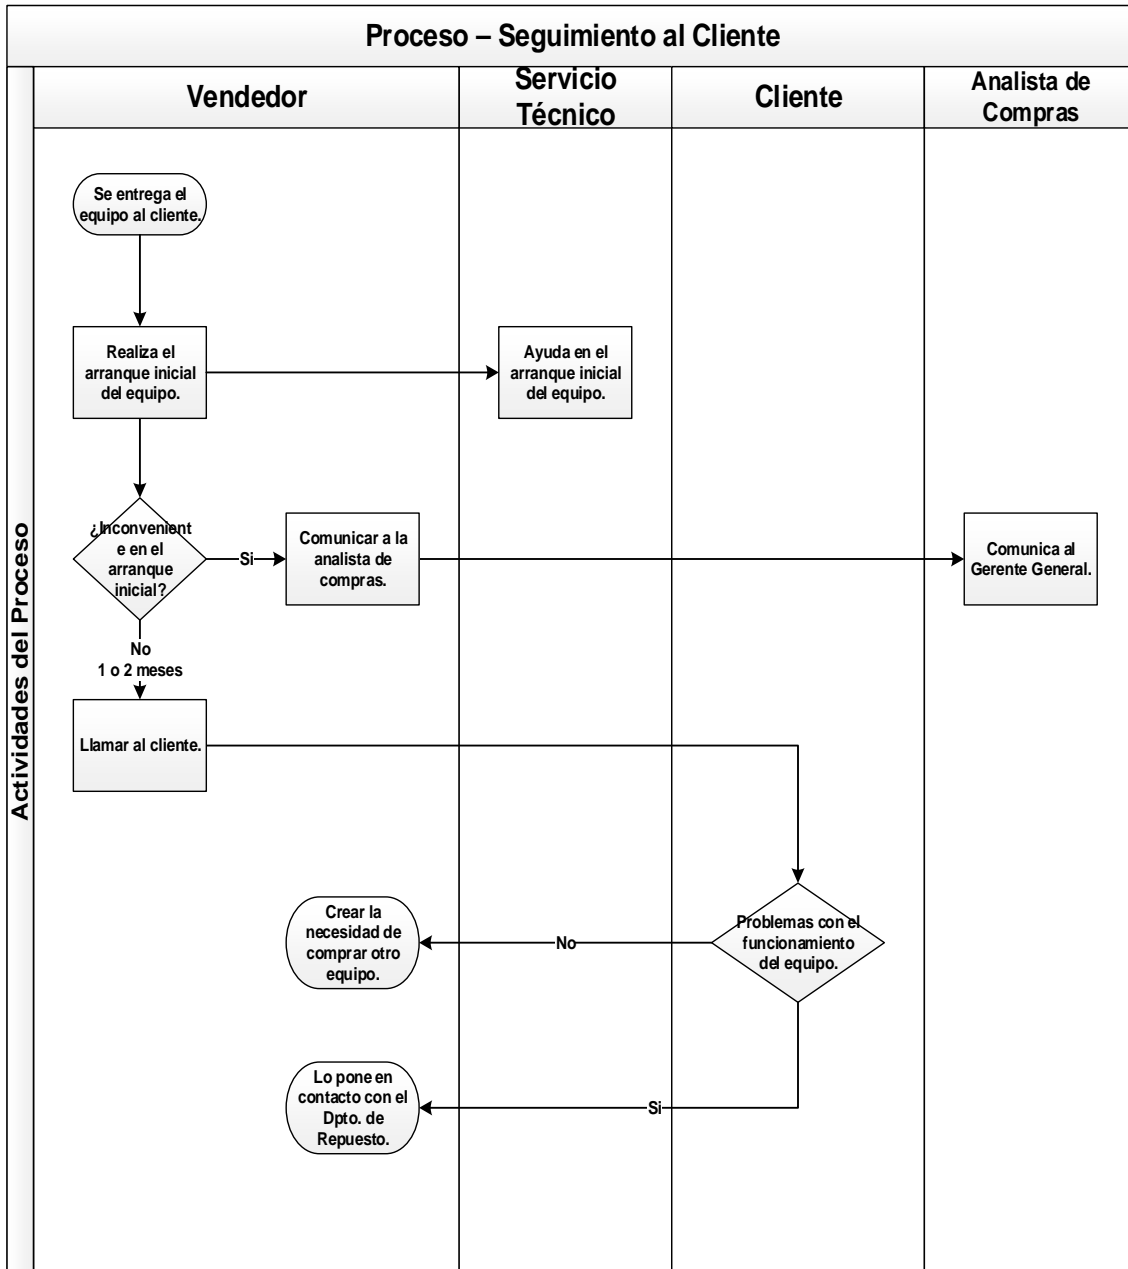 Proceso – Seguimiento al Cliente
Vendedor
Servicio
Técnico
Cliente
Analista de
Compras
Actividades del Proceso
Se entrega el
equipo al cliente.
Realiza el
arranque inicial
del equipo.
Ayuda en el
arranque inicial
del equipo.
¿Inconvenient
e en el
arranque
inicial?
Si
Comunicar a la
analista de
compras.
Comunica al
Gerente General.
No
1 o 2 meses
Llamar al cliente.
Problemas con el
funcionamiento
del equipo.
No
Crear la
necesidad de
comprar otro
equipo.
Si
Lo pone en
contacto con el
Dpto. de
Repuesto.